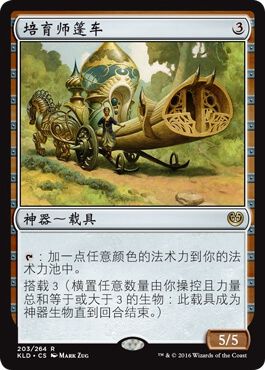 培育师篷车 3
神器～载具
：加一点任意颜色的法术力到你的法术力池中。
搭载 3（横置任意数量由你操控且力量总和等于或大于 3 的生物：此载具成为神器生物直到回合结束。）
5/5
203/264 R
KLD • CS MARK ZUG
™ & © 2016 Wizards of the Coast